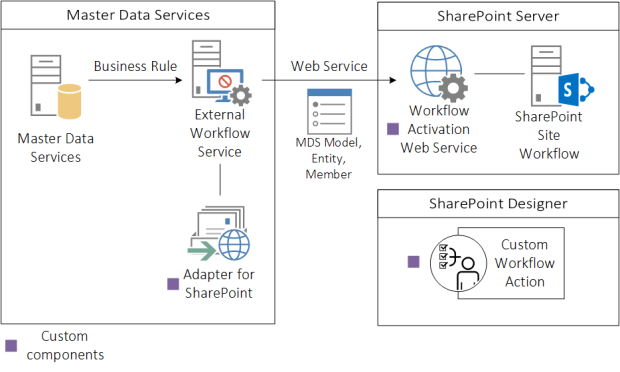 Master Data Services
Business Rule
Master Data
Services
External
Workflow
Service
Adapter for
SharePoint
Web Service
MDS Model,
Entity,
Member
SharePoint Server
Workflow
Activation
Web Service
S
SharePoint
Site
Workflow
SharePoint Designer
Custom
Workflow
Action
Custom
components